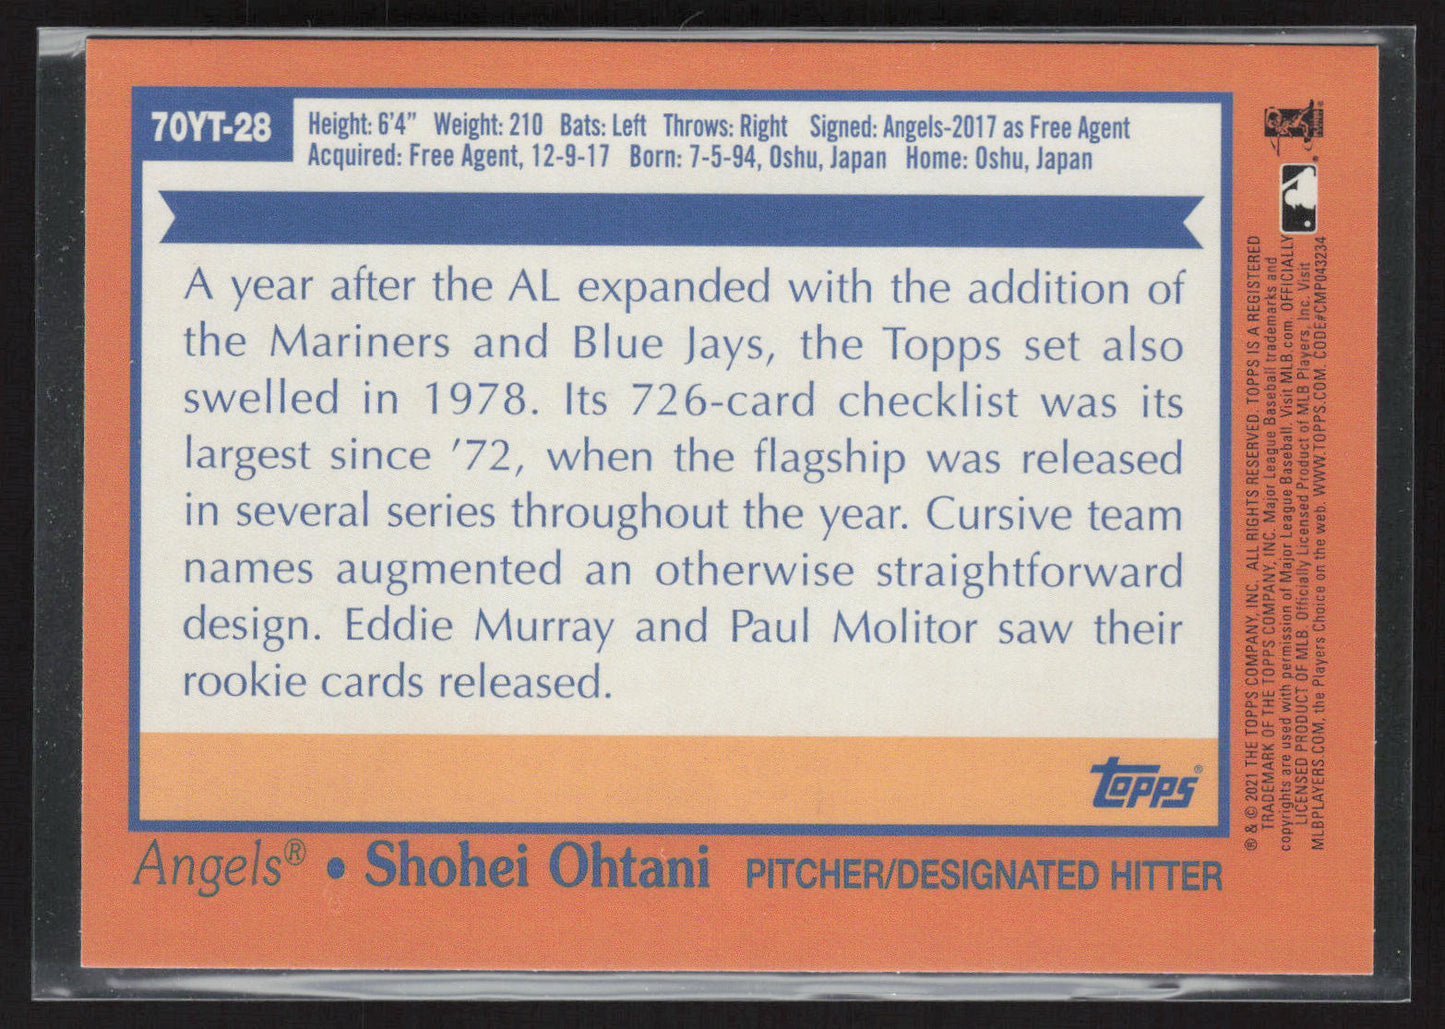 70YT-28
Height: 6'4" Weight: 210 Bats: Left Throws: Right Signed: Angels-2017 as Free Agent
Acquired: Free Agent, 12-9-17 Born: 7-5-94, Oshu, Japan Home: Oshu, Japan
A year after the AL expanded with the addition of
the Mariners and Blue Jays, the Topps set also
swelled in 1978. Its 726-card checklist was its
largest since '72, when the flagship was released
in several series throughout the year. Cursive team
names augmented an otherwise straightforward
design. Eddie Murray and Paul Molitor saw their
rookie cards released.
Topps®
Angels® • Shohei Ohtani PITCHER/DESIGNATED HITTER
® & © 2021 THE TOPPS COMPANY, INC. ALL RIGHTS RESERVED. TOPPS IS A REGISTERED
TRADEMARK OF THE TOPPS COMPANY, INC. Major League Baseball trademarks and
copyrights are used with permission of Major League Baseball. Visit MLB.com. OFFICIALLY
LICENSED PRODUCT OF MLB. Officially Licensed Product of MLB Players, Inc. Visit
MLBPLAYERS.COM, the Players Choice on the web. WWW.TOPPS.COM. CODE#CMP043234